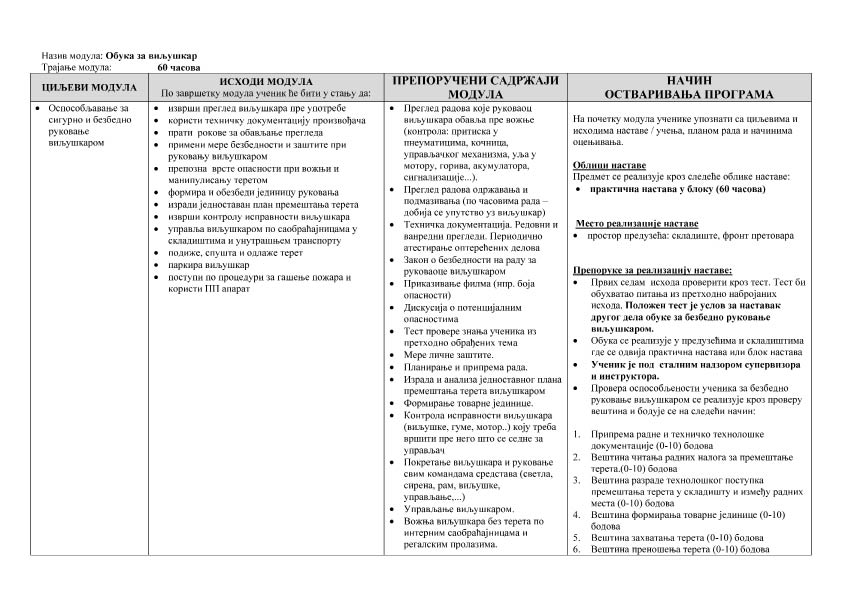 Назив модула: Обука за виљушкар
Трајање модула: 60 часова
ЦИЉЕВИ МОДУЛА
ИСХОДИ МОДУЛА
По завршетку модула ученик ће бити у стању да:
ПРЕПОРУЧЕНИ САДРЖАЈИ
МОДУЛА
НАЧИН
ОСТВАРИВАЊА ПРОГРАМА
• Оспособљавање за
сигурно и безбедно
руковање
виљушкаром
• изврши преглед виљушкара пре употребе
• користи техничку документацију произвођача
• прати рокове за обављање прегледа
• примени мере безбедности и заштите при
руковању виљушкаром
• препозна врсте опасности при вожњи и
манипулисању теретом
• формира и обезбеди јединицу руковања
• изради једноставан план премештања терета
• изврши контролу исправности виљушкара
• управља виљушкаром по саобраћајницама у
складиштима и унутрашњем транспорту
• подиже, спушта и одлаже терет
• паркира виљушкар
• поступи по процедури за гашење пожара и
користи ПП апарат
• Преглед радова које руковаоц
виљушкара обавља пре вожње
(контрола: притиска у
пнеуматицима, кочница,
управљачког механизма, уља у
мотору, горива, акумулатора,
сигнализације...).
• Преглед радова одржавања и
подмазивања (по часовима рада –
добија се упутство уз виљушкар)
• Техничка документација. Редовни и
ванредни прегледи. Периодично
атестирање оптерећених делова
• Закон о безбедности на раду за
руковаоце виљушкаром
• Приказивање филма (нпр. боја
опасности)
• Дискусија о потенцијалним
опасностима
• Тест провере знања ученика из
претходно обрађених тема
• Мере личне заштите.
• Планирање и припрема рада.
• Израда и анализа једноставног плана
премештања терета виљушкаром
• Формирање товарне јединице.
• Контрола исправности виљушкара
(виљушке, гуме, мотор..) коју треба
вршити пре него што се седне за
управљач
• Покретање виљушкара и руковање
свим командама средства (светла,
сирена, рам, виљушке,
управљање,...)
• Управљање виљушкаром.
• Вожња виљушкара без терета по
интерним саобраћајницама и
регалским пролазима.
На почетку модула ученике упознати са циљевима и
исходима наставе / учења, планом рада и начинима
оцењивања.
Облици наставе
Предмет се реализује кроз следеће облике наставе:
• практична настава у блоку (60 часова)
Место реализације наставе
• простор предузећа: складиште, фронт претовара
Препоруке за реализацију наставе:
• Првих седам исхода проверити кроз тест. Тест би
обухватао питања из претходно набројаних
исхода. Положен тест је услов за наставак
другог дела обуке за безбедно руковање
виљушкаром.
• Обука се реализује у предузећима и складиштима
где се одвија практична настава или блок настава
• Ученик је под сталним надзором супервизора
и инструктора.
• Провера оспособљености ученика за безбедно
руковање виљушкаром се реализује кроз проверу
вештина и бодује се на следећи начин:
1. Припрема радне и техничко технолошке
документације (0-10) бодова
2. Вештина читања радних налога за премештање
терета.(0-10) бодова
3. Вештина разраде технолошког поступка
премештања терета у складишту и између радних
места (0-10) бодова
4. Вештина формирања товарне јединице (0-10)
бодова
5. Вештина захватања терета (0-10) бодова
6. Вештина преношења терета (0-10) бодова